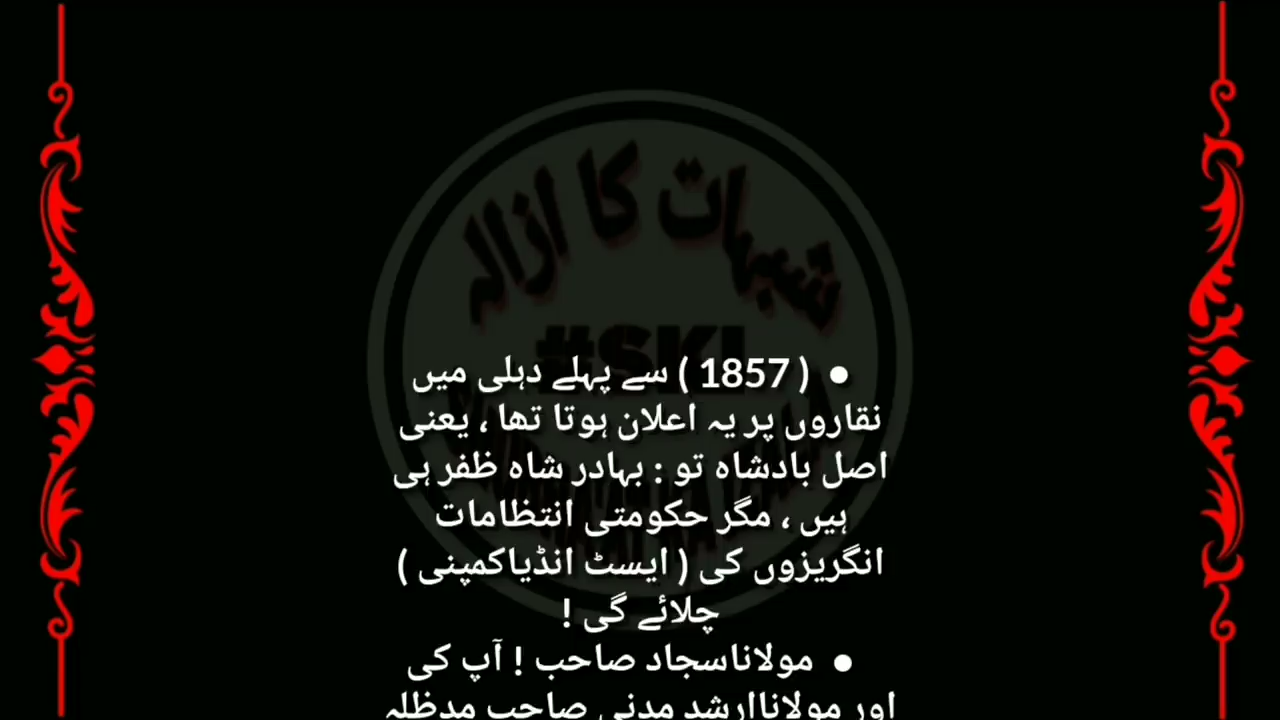 شبہات کا ازالہ
#SKI
● ( 1857 ) سے پہلے دہلی میں
نقاروں پر یہ اعلان ہوتا تھا ، یعنی
اصل بادشاہ تو : بہادر شاہ ظفر ہی
ہیں ، مگر حکومتی انتظامات
انگریزوں کی ( ایسٹ انڈیاکمپنی )
چلائے گی !
● مولاناسجاد صاحب ! آپ کی
اور مولاناارشد مدنی صاحب مدظلہ